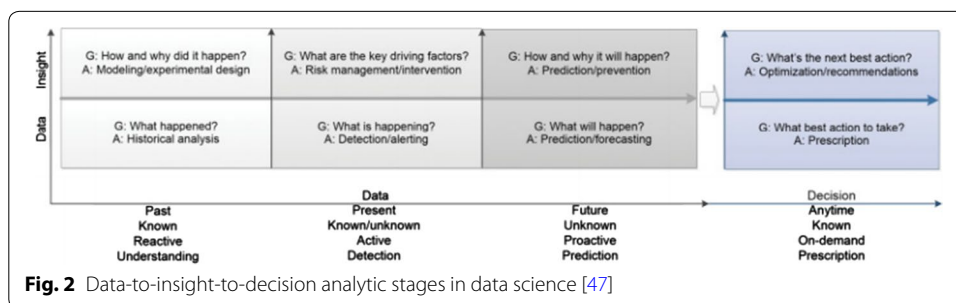 Insight
G: How and why did it happen?
A: Modeling/experimental design
G: What are the key driving factors?
A: Risk management/intervention
G: How and why it will happen?
A: Prediction/prevention
G: What's the next best action?
A: Optimization/recommendations
Data
G: What happened?
A: Historical analysis
G: What is happening?
A: Detection/alerting
G: What will happen?
A: Prediction/forecasting
G: What best action to take?
A: Prescription
Data
Decision
Past
Known
Reactive
Understanding
Present
Known/unknown
Active
Detection
Future
Unknown
Proactive
Prediction
Anytime
Known
On-demand
Prescription
Fig. 2 Data-to-insight-to-decision analytic stages in data science [47]